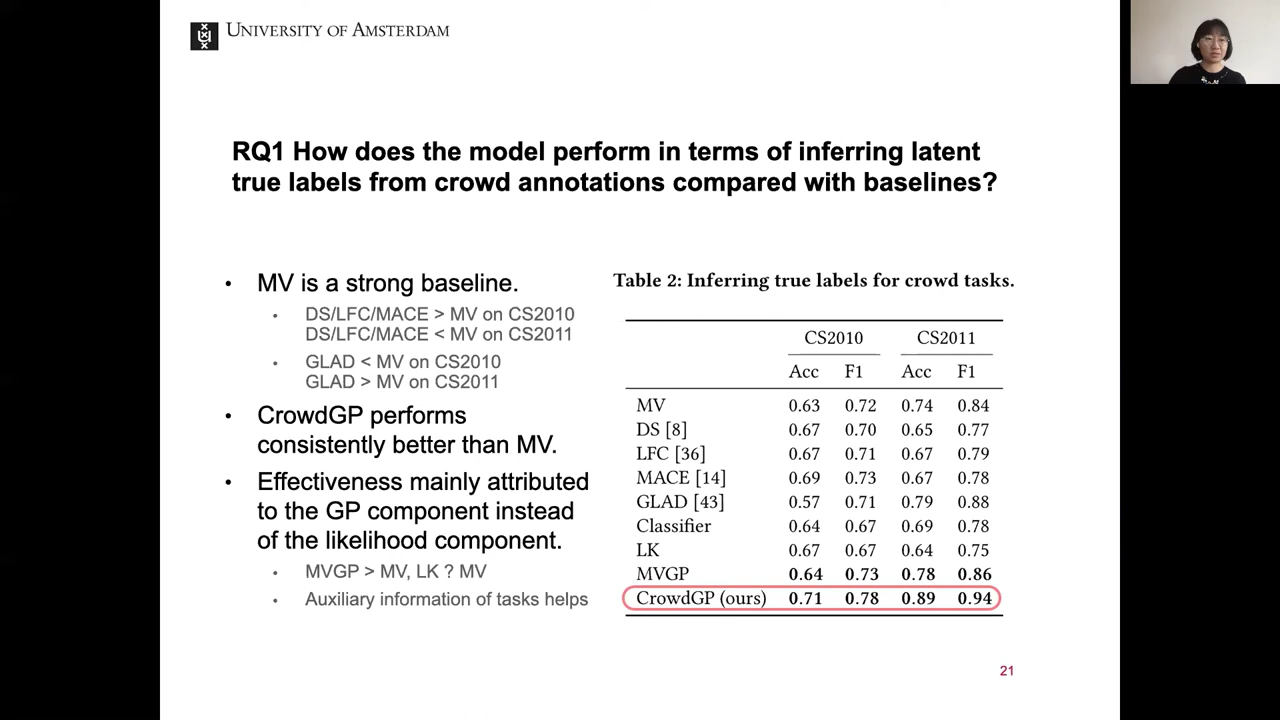 UNIVERSITY OF AMSTERDAM
RQ1 How does the model perform in terms of inferring latent
true labels from crowd annotations compared with baselines?
• MV is a strong baseline.
• DS/LFC/MACE > MV on CS2010
DS/LFC/MACE < MV on CS2011
• GLAD < MV on CS2010
GLAD > MV on CS2011
• CrowdGP performs
consistently better than MV.
• Effectiveness mainly attributed
to the GP component instead
of the likelihood component.
• MVGP > MV, LK ? MV
• Auxiliary information of tasks helps
Table 2: Inferring true labels for crowd tasks.
CS2010 CS2011
Acc F1 Acc F1
MV 0.63 0.72 0.74 0.84
DS [8] 0.67 0.70 0.65 0.77
LFC [36] 0.67 0.71 0.67 0.79
MACE [14] 0.69 0.73 0.67 0.78
GLAD [43] 0.57 0.71 0.79 0.88
Classifier 0.64 0.67 0.69 0.78
LK 0.67 0.67 0.64 0.75
MVGP 0.64 0.73 0.78 0.86
CrowdGP (ours) 0.71 0.78 0.89 0.94
21